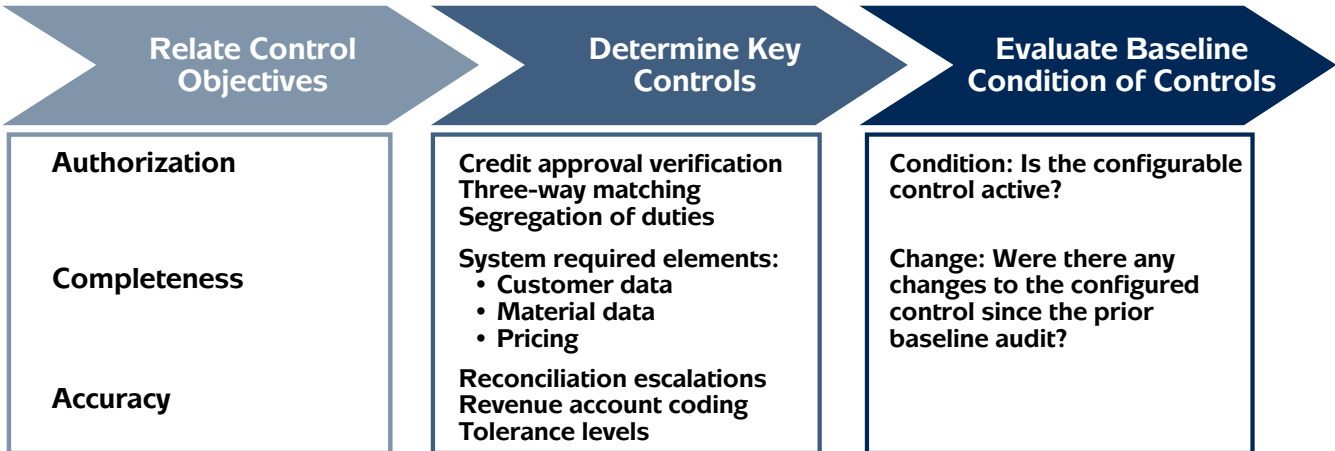 Relate Control
Objectives
Determine Key
Controls
Evaluate Baseline
Condition of Controls
Authorization
Completeness
Accuracy
Credit approval verification
Three-way matching
Segregation of duties
System required elements:
• Customer data
• Material data
• Pricing
Reconciliation escalations
Revenue account coding
Tolerance levels
Condition: Is the configurable
control active?
Change: Were there any
changes to the configured
control since the prior
baseline audit?